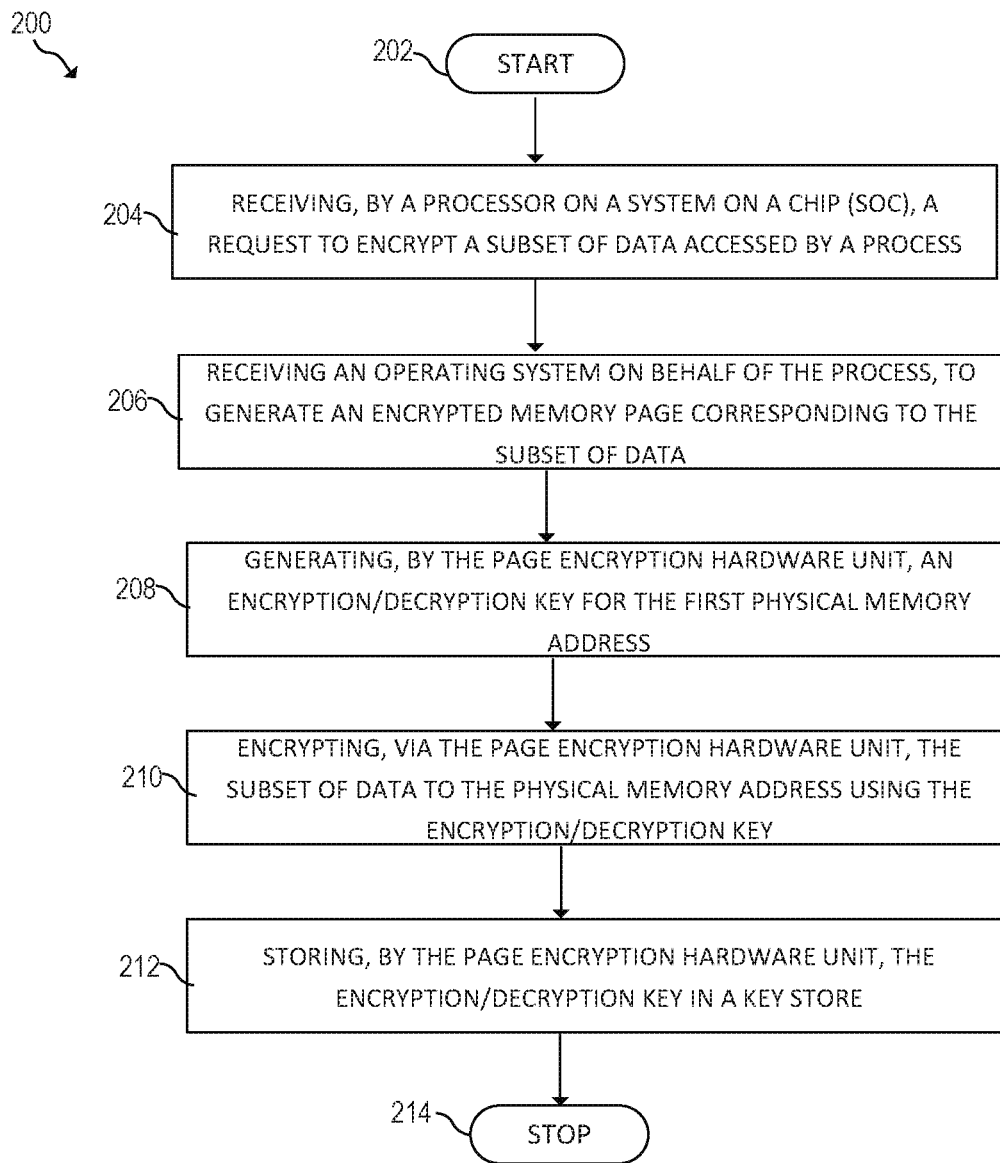 200
202
START
204
RECEIVING, BY A PROCESSOR ON A SYSTEM ON A CHIP (SOC), A
REQUEST TO ENCRYPT A SUBSET OF DATA ACCESSED BY A PROCESS
206
RECEIVING AN OPERATING SYSTEM ON BEHALF OF THE PROCESS, TO
GENERATE AN ENCRYPTED MEMORY PAGE CORRESPONDING TO THE
SUBSET OF DATA
208
GENERATING, BY THE PAGE ENCRYPTION HARDWARE UNIT, AN
ENCRYPTION/DECRYPTION KEY FOR THE FIRST PHYSICAL MEMORY
ADDRESS
210
ENCRYPTING, VIA THE PAGE ENCRYPTION HARDWARE UNIT, THE
SUBSET OF DATA TO THE PHYSICAL MEMORY ADDRESS USING THE
ENCRYPTION/DECRYPTION KEY
212
STORING, BY THE PAGE ENCRYPTION HARDWARE UNIT, THE
ENCRYPTION/DECRYPTION KEY IN A KEY STORE
214
STOP